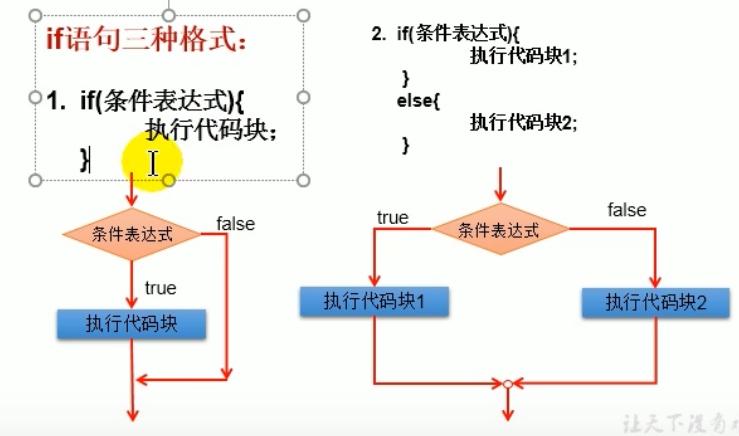 if语句三种格式：
1. if(条件表达式){
执行代码块；
}
2. if(条件表达式){
执行代码块1;
}
else{
执行代码块2;
}
条件表达式
false
true
执行代码块
true
条件表达式
false
执行代码块1
执行代码块2
让天下没有